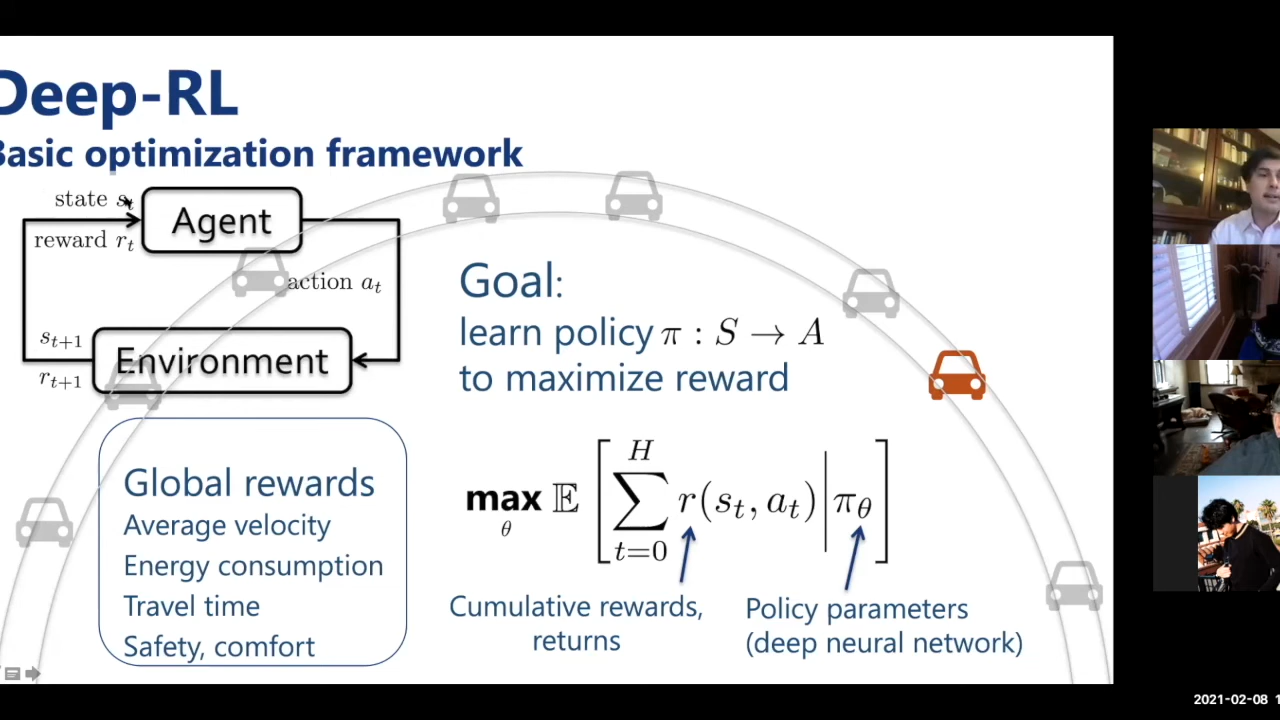 Deep-RL
Basic optimization framework
state s_t
reward r_t
Agent
action a_t
s_{t+1}
r_{t+1}
Environment
Goal:
learn policy π : S → A
to maximize reward
Global rewards
Average velocity
Energy consumption
Travel time
Safety, comfort
max_θ 𝔼 [ ∑_{t=0}^{H} r(s_t, a_t) | π_θ ]
Cumulative rewards,
returns
Policy parameters
(deep neural network)
2021-02-08 1